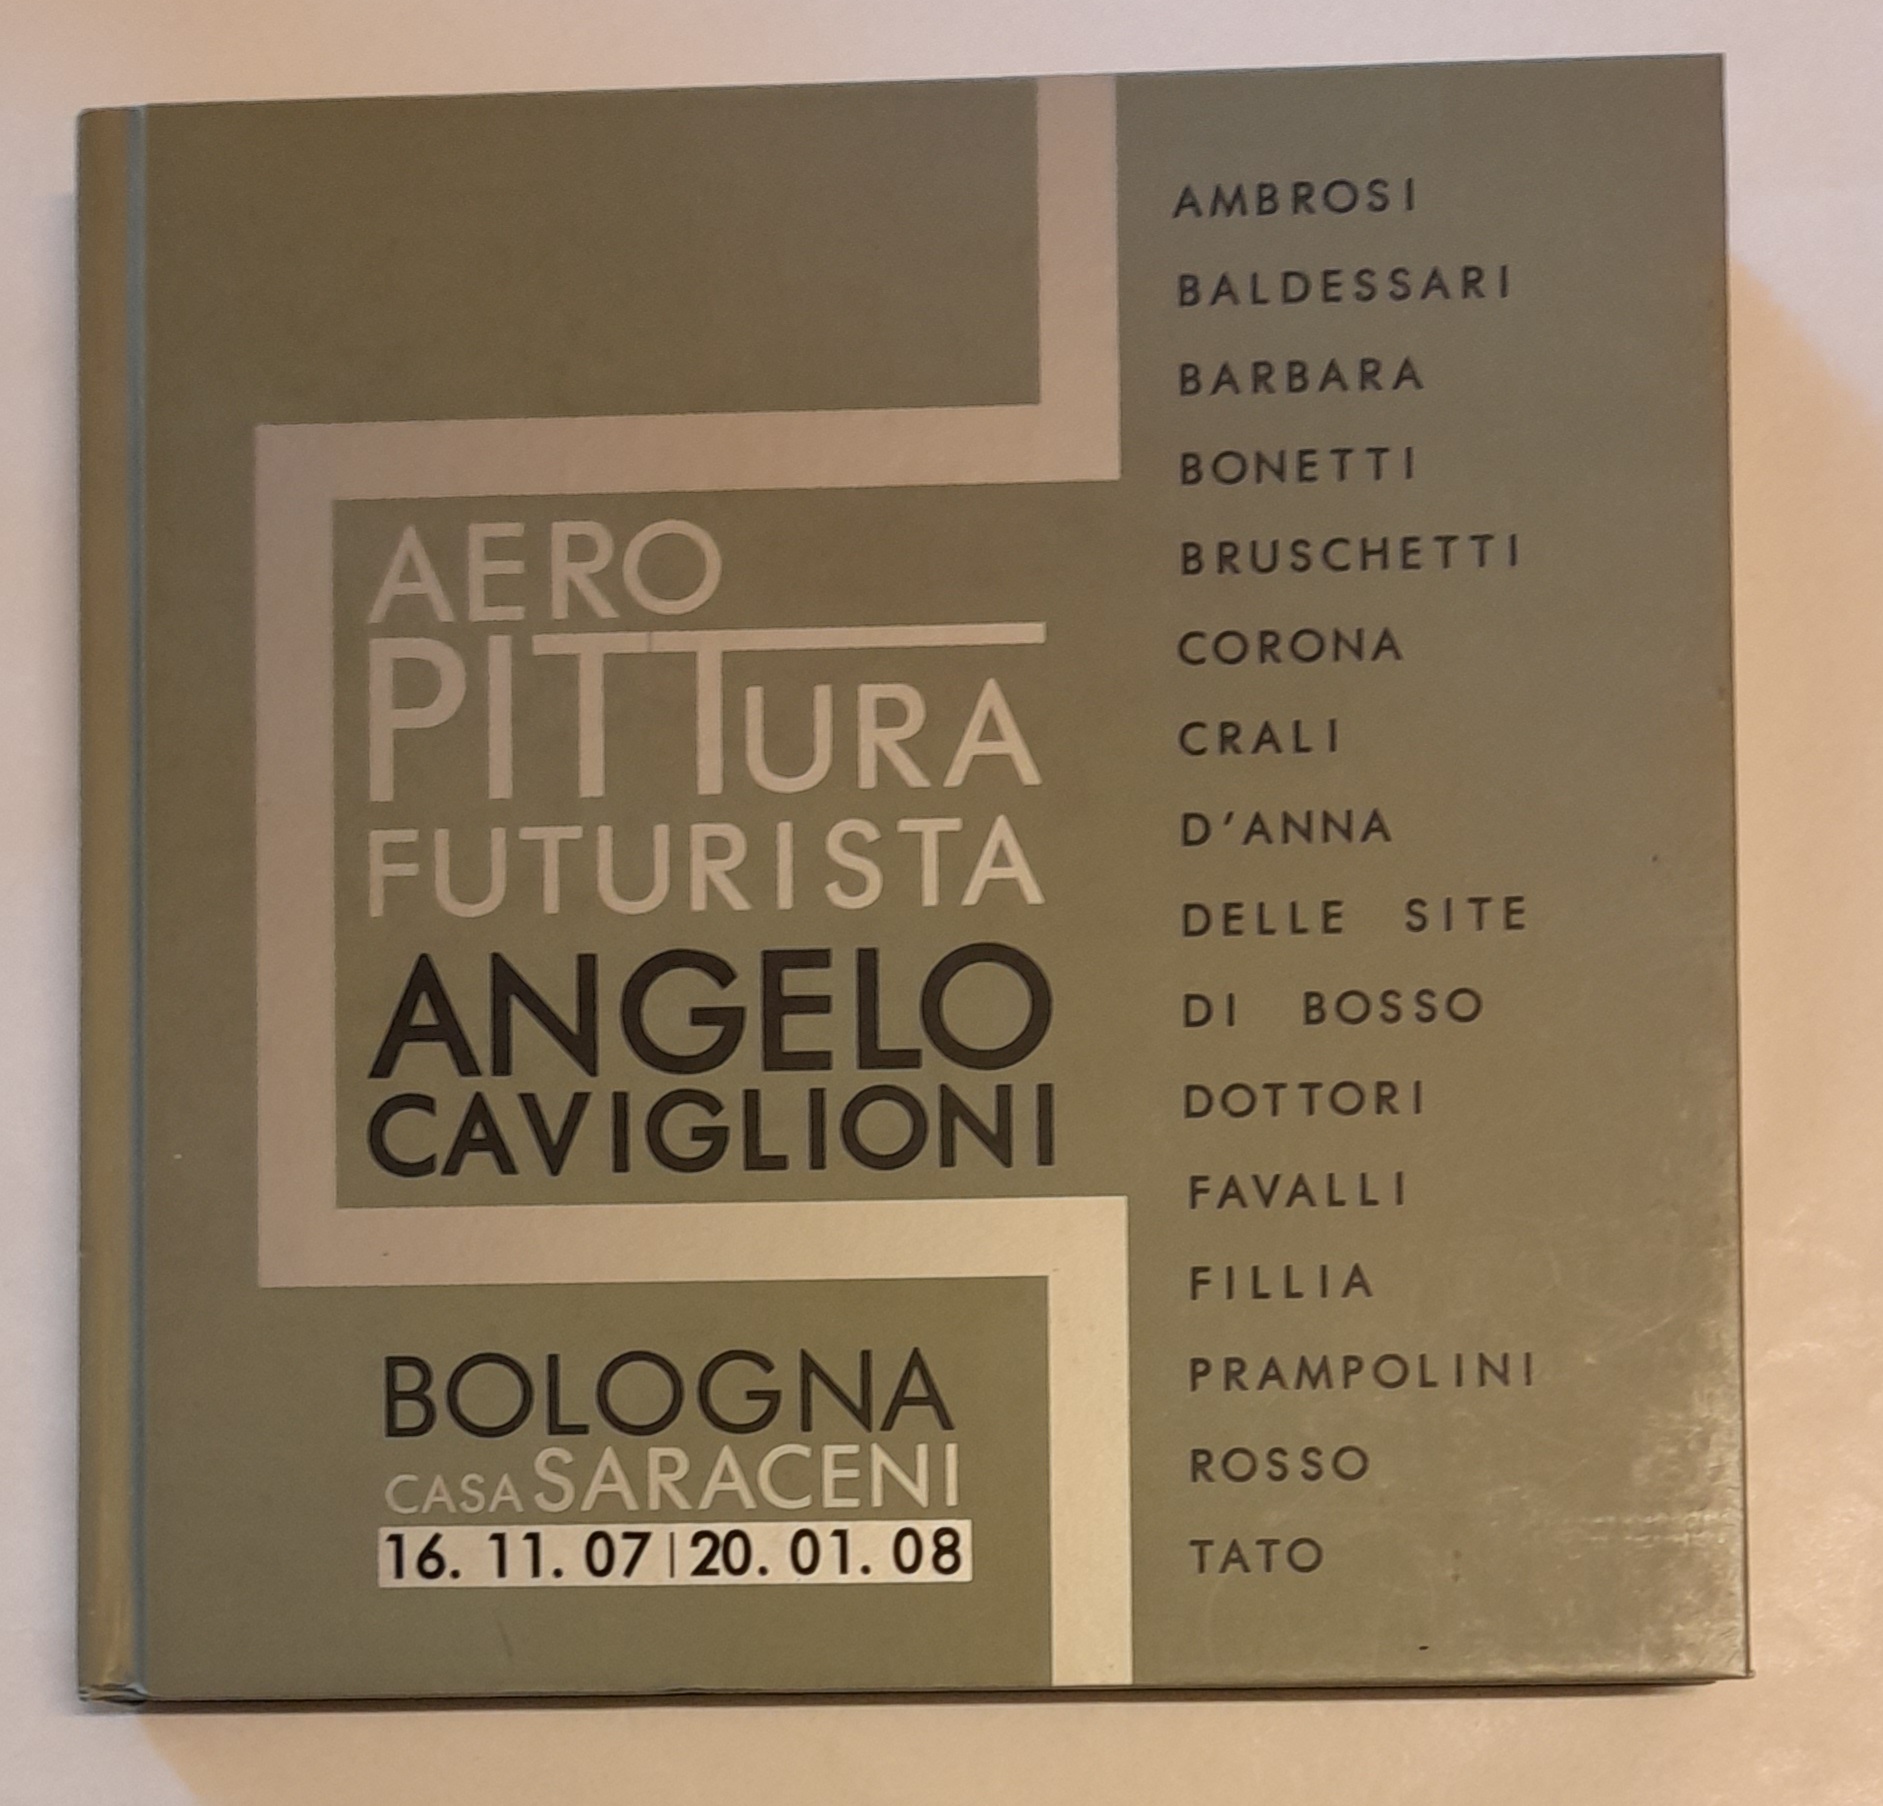 AERO
PITTURA
FUTURISTA
ANGELO
CAVIGLIONI
BOLOGNA
CASA SARACENI
16. 11. 07 | 20. 01. 08
AMBROSI
BALDESSARI
BARBARA
BONETTI
BRUSCHETTI
CORONA
CRALI
D'ANNA
DELLE SITE
DI BOSSO
DOTTORI
FAVALLI
FILLIA
PRAMPOLINI
ROSSO
TATO